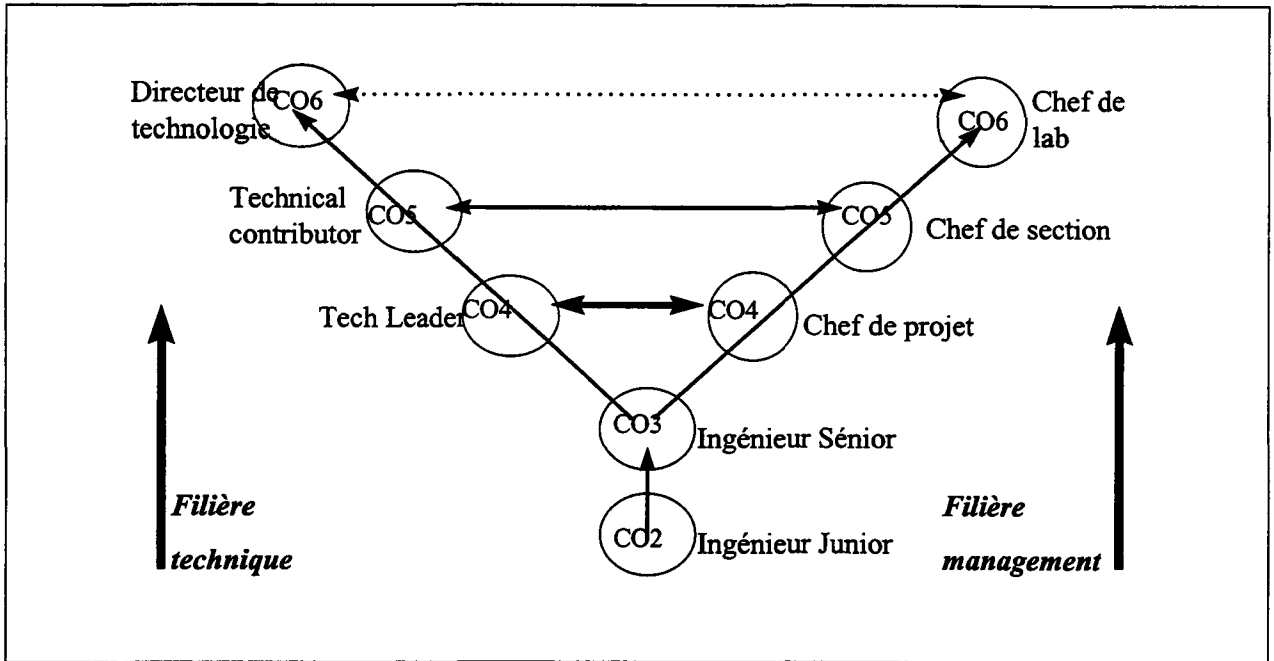 Directeur de
technologie
CO6
CO6
Chef de
lab
Technical
contributor
CO5
CO5
Chef de section
Tech Leader
CO4
CO4
Chef de projet
CO3
Ingénieur Sénior
Filière
technique
CO2
Ingénieur Junior
Filière
management